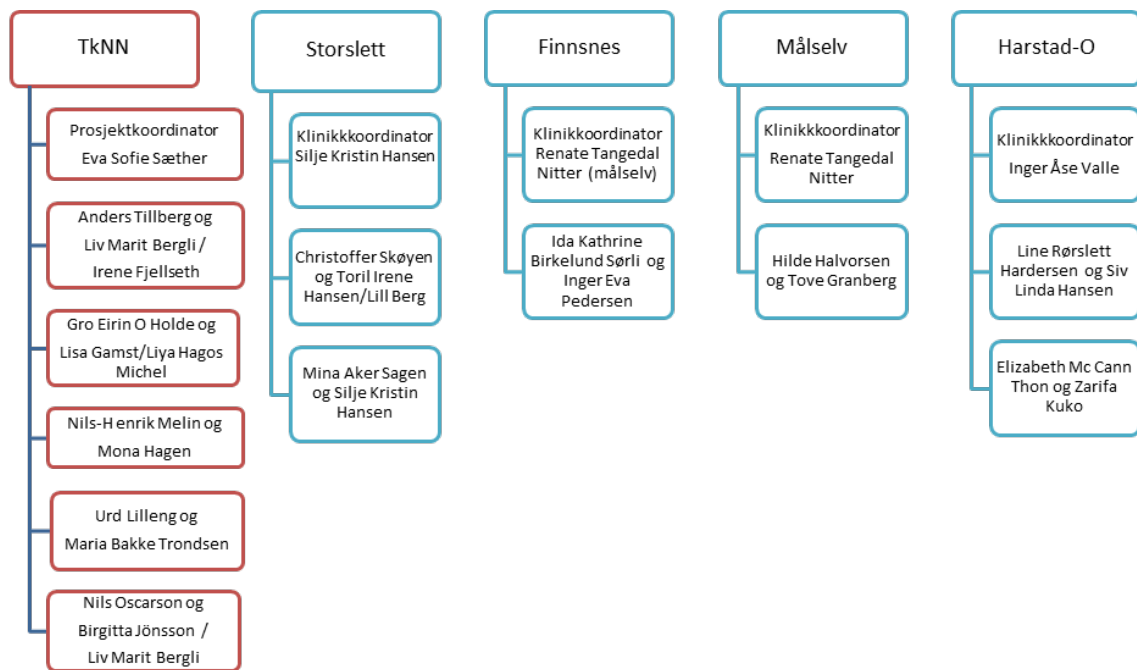 TkNN
Prosjektkoordinator
Eva Sofie Sæther
Anders Tillberg og
Liv Marit Bergli /
Irene Fjellseth
Gro Eirin O Holde og
Lisa Gamst/Liya Hagos
Michel
Nils-H enrik Melin og
Mona Hagen
Urd Lilleng og
Maria Bakke Trondsen
Nils Oscarson og
Birgitta Jönsson /
Liv Marit Bergli
Storslett
Klinikkkoordinator
Silje Kristin Hansen
Christoffer Skøyen
og Toril Irene
Hansen/Lill Berg
Mina Aker Sagen
og Silje Kristin
Hansen
Finnsnes
Klinikkoordinator
Renate Tangedal
Nitter (målselv)
Ida Kathrine
Birkelund Sørli og
Inger Eva
Pedersen
Målselv
Klinikkkoordinator
Renate Tangedal
Nitter
Hilde Halvorsen
og Tove Granberg
Harstad-O
Klinikkkoordinator
Inger Åse Valle
Line Rørslett
Hardersen og Siv
Linda Hansen
Elizabeth Mc Cann
Thon og Zarifa
Kuko